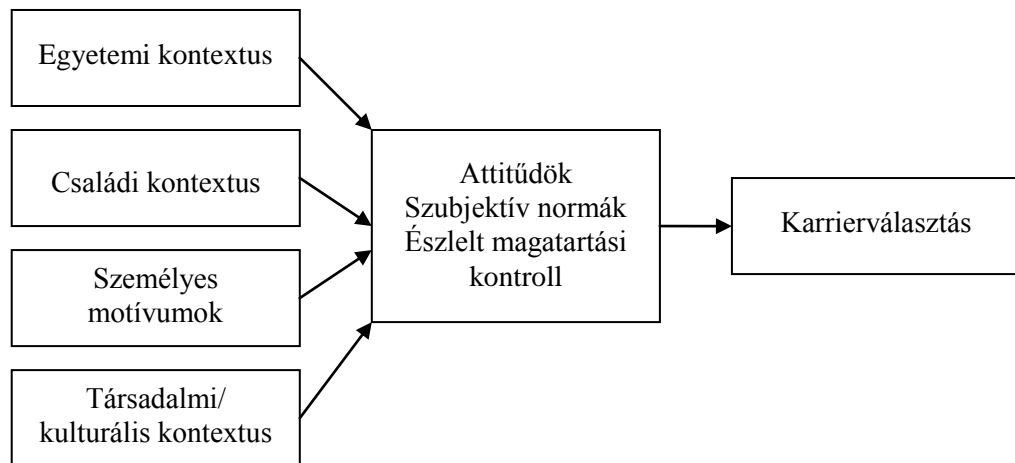 Egyetemi kontextus
Családi kontextus
Személyes
motívumok
Társadalmi/
kulturális kontextus
Attitűdök
Szubjektív normák
Észlelt magatartási
kontroll
Karrierválasztás